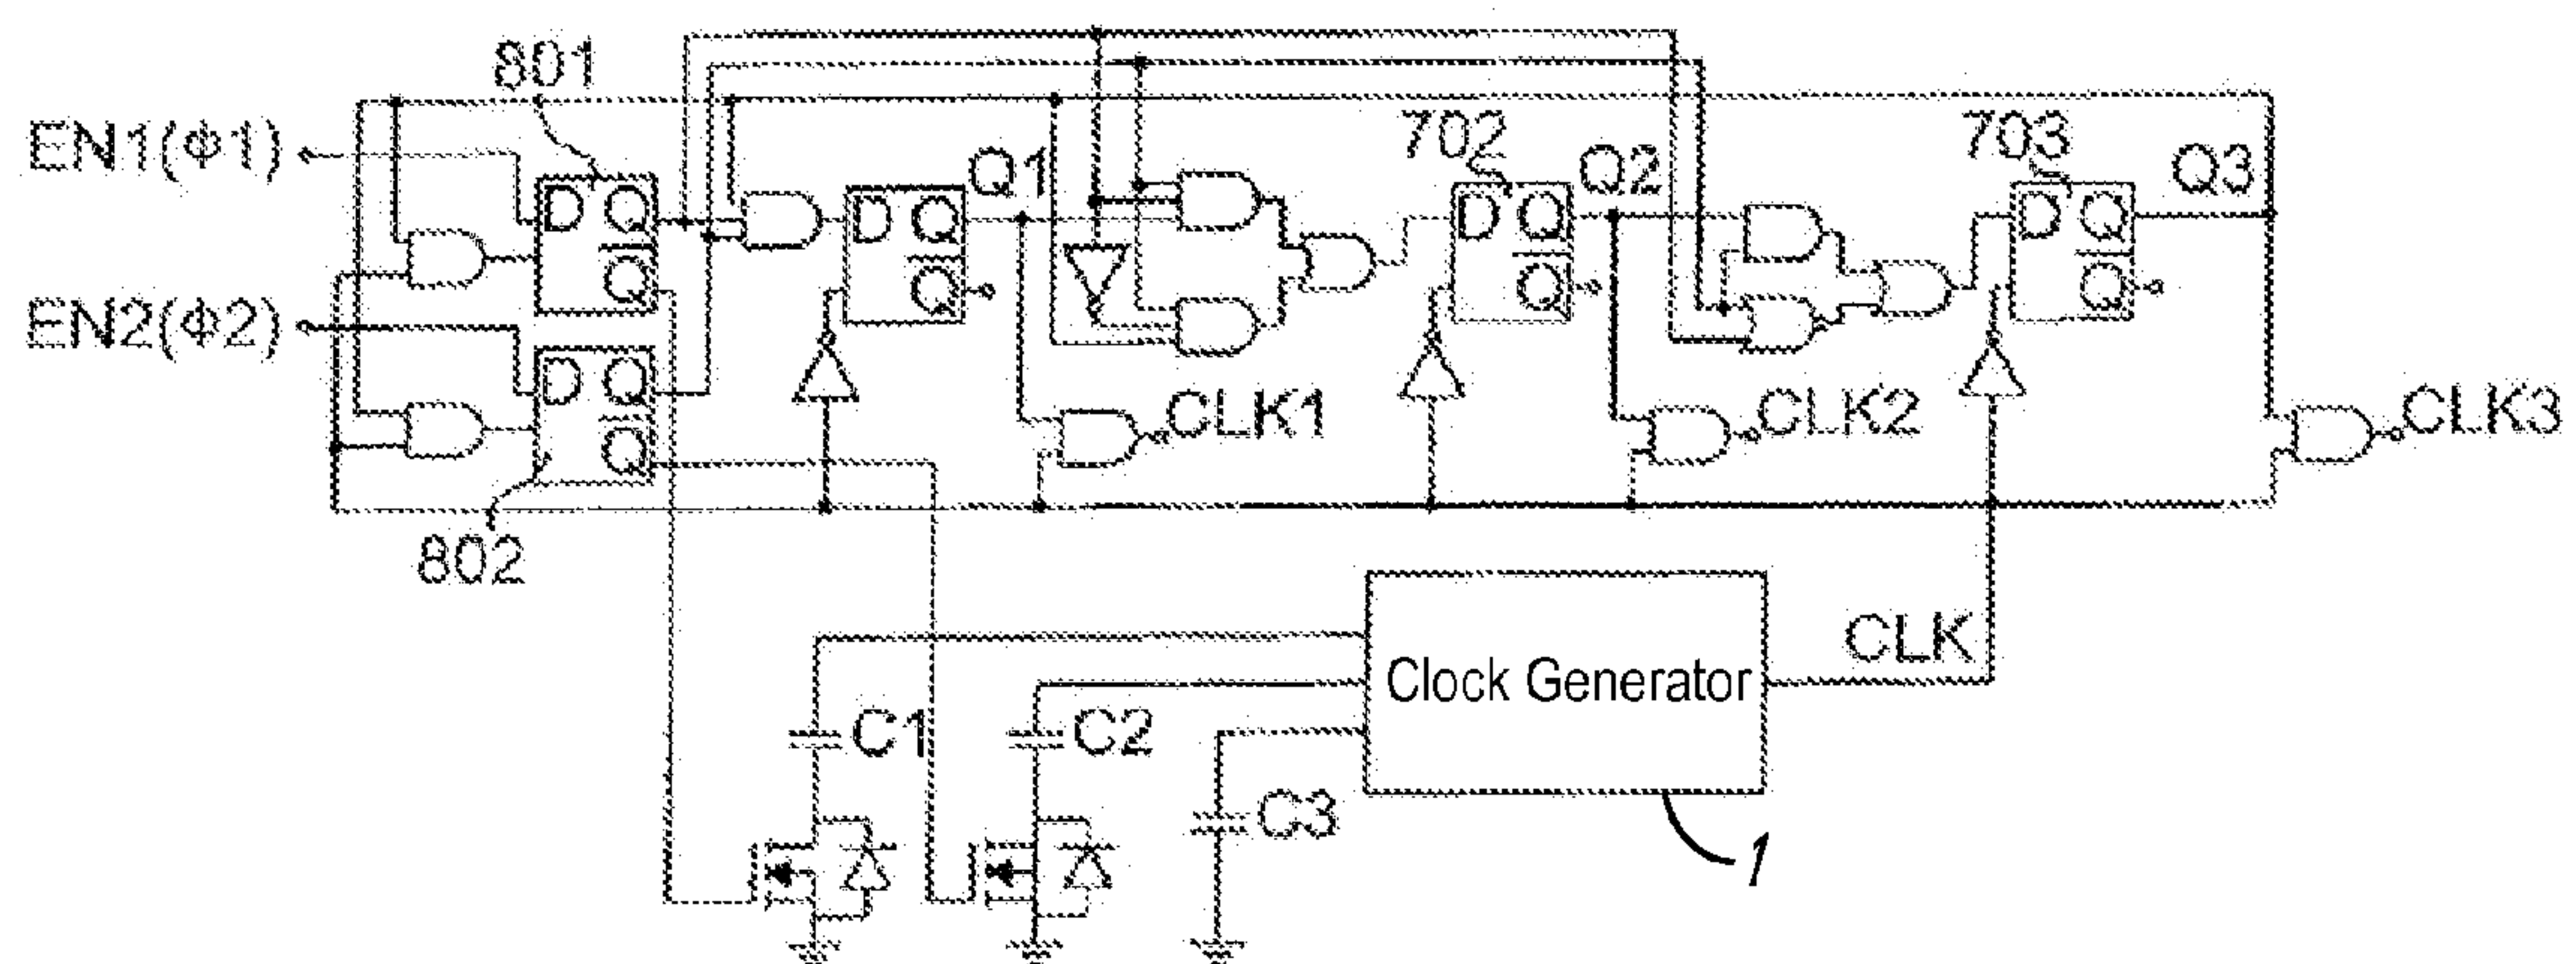 801
EN1(Φ1)
D Q
Q
EN2(Φ2)
D Q
Q
802
Q1
D Q
Q
CLK1
702
Q2
D Q
Q
CLK2
703
Q3
D Q
Q
CLK3
CLK
Clock Generator
C1
C2
C3
1